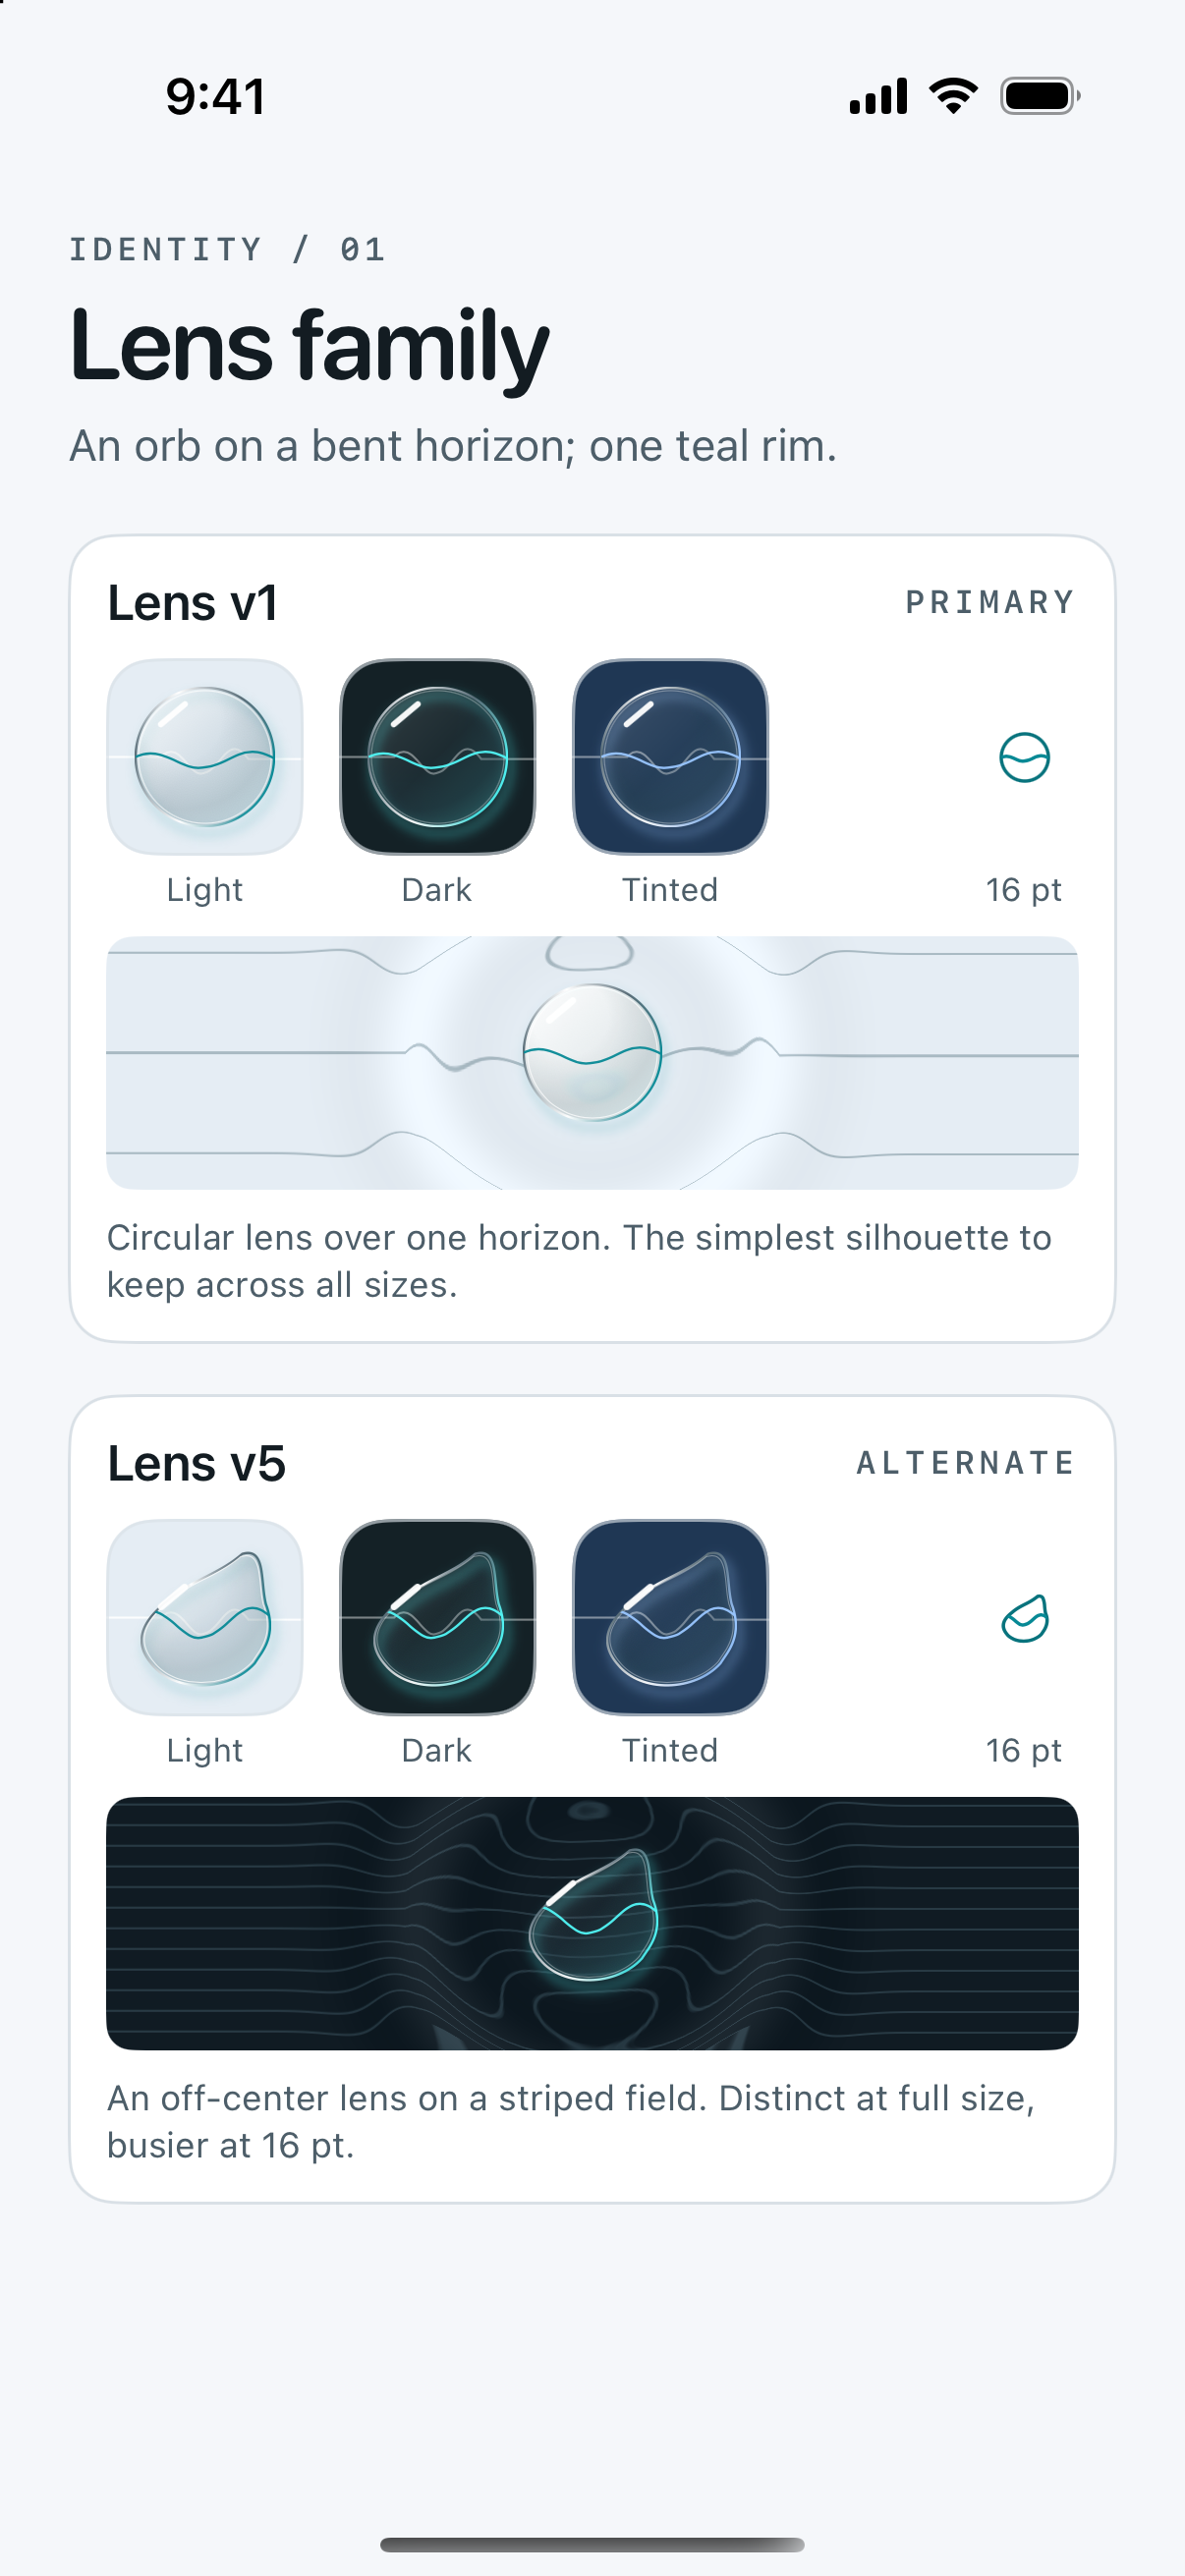 9:41
IDENTITY / 01
Lens family
An orb on a bent horizon; one teal rim.
Lens v1
PRIMARY
Light
Dark
Tinted
16 pt
Circular lens over one horizon. The simplest silhouette to
keep across all sizes.
Lens v5
ALTERNATE
Light
Dark
Tinted
16 pt
An off-center lens on a striped field. Distinct at full size,
busier at 16 pt.